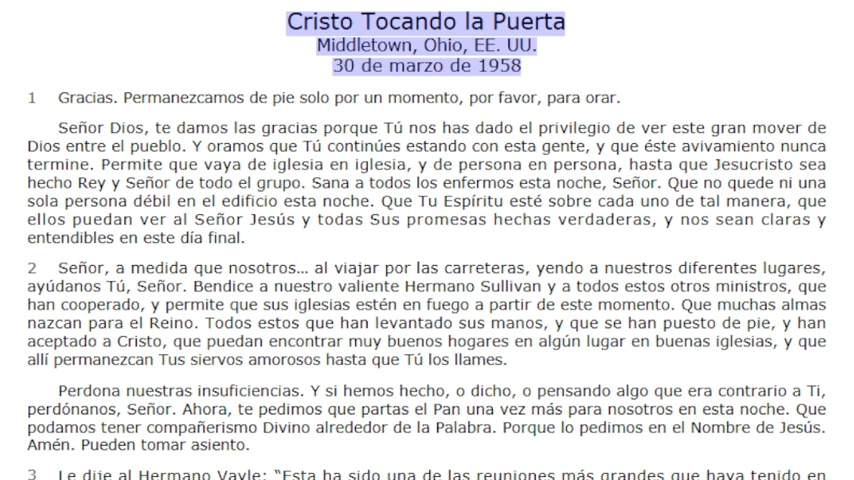 Cristo Tocando la Puerta
Middletown, Ohio, EE. UU.
30 de marzo de 1958
1 Gracias. Permanezcamos de pie solo por un momento, por favor, para orar.
Señor Dios, te damos las gracias porque Tú nos has dado el privilegio de ver este gran mover de
Dios entre el pueblo. Y oramos que Tú continúes estando con esta gente, y que éste avivamiento nunca
termine. Permite que vaya de iglesia en iglesia, y de persona en persona, hasta que Jesucristo sea
hecho Rey y Señor de todo el grupo. Sana a todos los enfermos esta noche, Señor. Que no quede ni una
sola persona débil en el edificio esta noche. Que Tu Espíritu esté sobre cada uno de tal manera, que
ellos puedan ver al Señor Jesús y todas Sus promesas hechas verdaderas, y nos sean claras y
entendibles en este día final.
2 Señor, a medida que nosotros... al viajar por las carreteras, yendo a nuestros diferentes lugares,
ayúdanos Tú, Señor. Bendice a nuestro valiente Hermano Sullivan y a todos estos otros ministros, que
han cooperado, y permite que sus iglesias estén en fuego a partir de este momento. Que muchas almas
nazcan para el Reino. Todos estos que han levantado sus manos, y que se han puesto de pie, y han
aceptado a Cristo, que puedan encontrar muy buenos hogares en algún lugar en buenas iglesias, y que
allí permanezcan Tus siervos amorosos hasta que Tú los llames.
Perdona nuestras insuficiencias. Y si hemos hecho, o dicho, o pensando algo que era contrario a Ti,
perdónanos, Señor. Ahora, te pedimos que partas el Pan una vez más para nosotros en esta noche. Que
podamos tener compañerismo Divino alrededor de la Palabra. Porque lo pedimos en el Nombre de Jesús.
Amén. Pueden tomar asiento.
3 Le dije al Hermano Vayle: “Esta ha sido una de las reuniones más grandes que haya tenido en